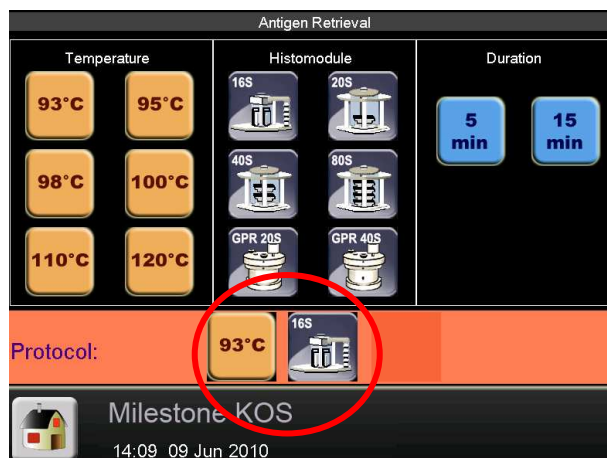 Antigen Retrieval
Temperature
93°C
95°C
98°C
100°C
110°C
120°C
Histomodule
16S
20S
40S
80S
GPR 20S
GPR 40S
Duration
5
min
15
min
Protocol:
93°C
16S
Milestone KOS
14:09 09 Jun 2010